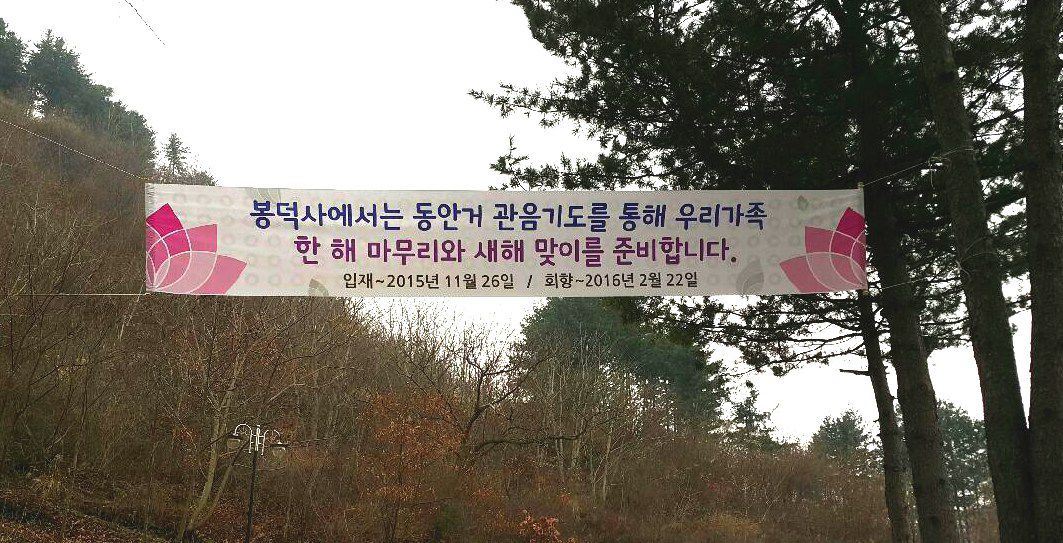 봉덕사에서는 동안거 관음기도를 통해 우리가족
한 해 마무리와 새해 맞이를 준비합니다.
입재~2015년 11월 26일 / 회향~2016년 2월 22일